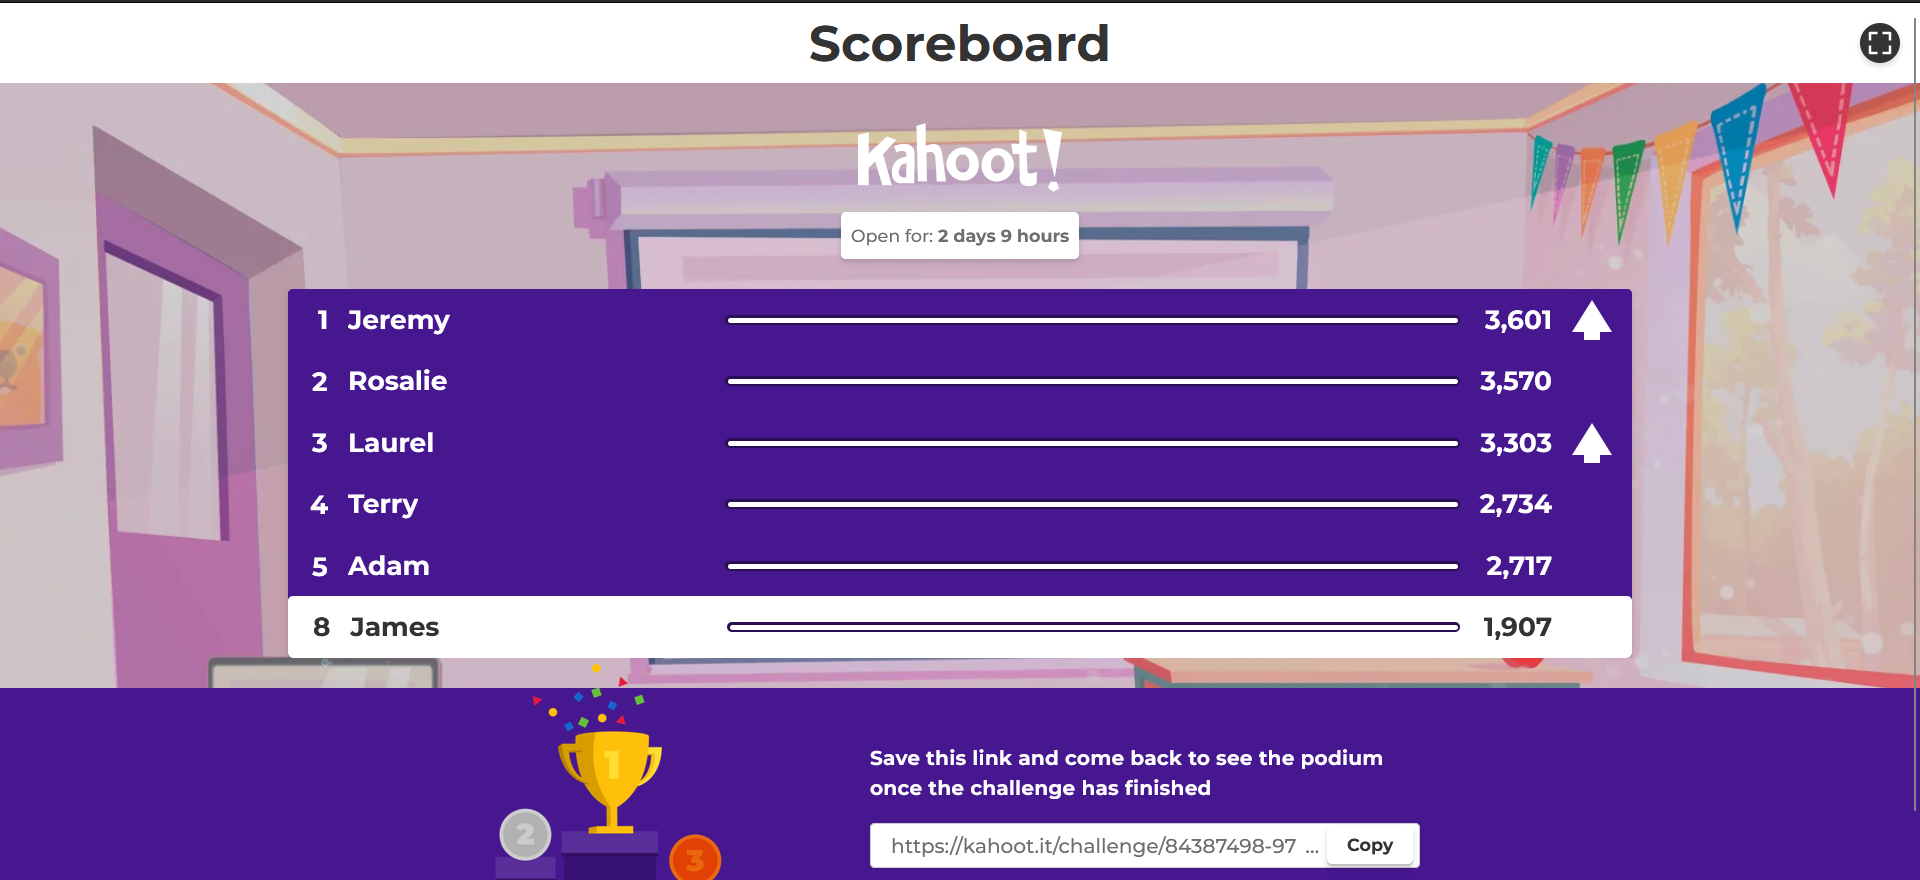 Scoreboard
Kahoot!
Open for: 2 days 9 hours
1 Jeremy 3,601
2 Rosalie 3,570
3 Laurel 3,303
4 Terry 2,734
5 Adam 2,717
8 James 1,907
1
2
3
Save this link and come back to see the podium
once the challenge has finished
https://kahoot.it/challenge/84387498-97 ... Copy